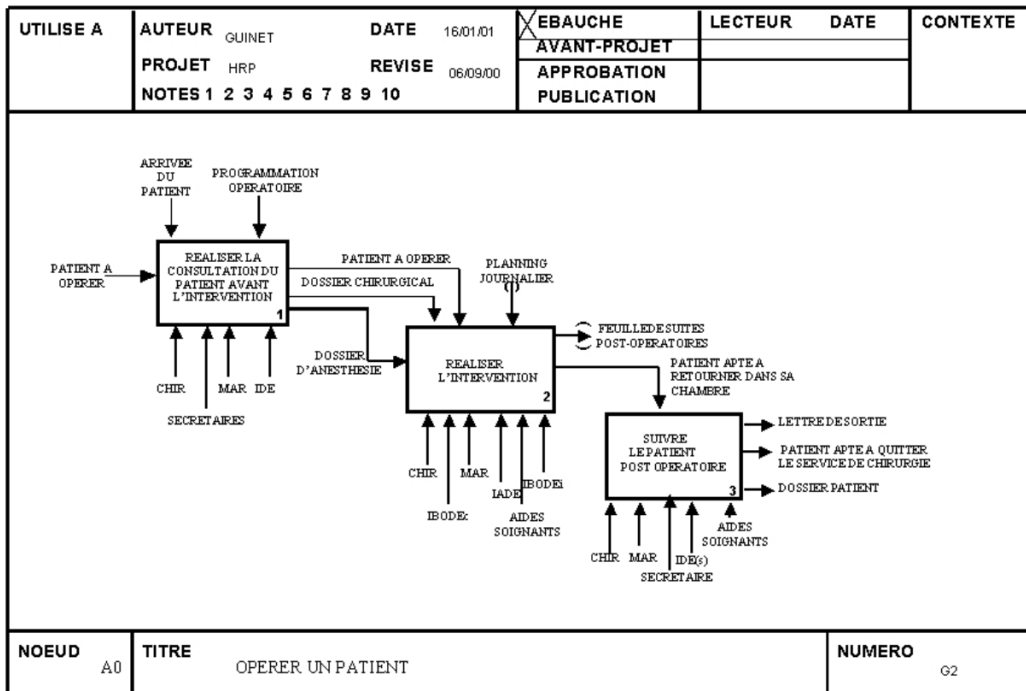 UTILISE A
AUTEUR GUINET DATE 16/01/01
PROJET HRP REVISE 06/09/00
NOTES 1 2 3 4 5 6 7 8 9 10
EBAUCHE
AVANT-PROJET
APPROBATION
PUBLICATION
LECTEUR DATE
CONTEXTE
ARRIVEE
DU
PATIENT
PROGRAMMATION
OPERATOIRE
PATIENT A
OPERER
REALISER LA
CONSULTATION DU
PATIENT AVANT
L'INTERVENTION
1
CHIR
SECRETAIRES
MAR
IDE
PATIENT A OPERER
DOSSIER CHIRURGICAL
DOSSIER
D'ANESTHESIE
PLANNING
JOURNALIER
REALISER
L'INTERVENTION
2
FEUILLE DE SUITES
POST-OPERATOIRES
CHIR
IBODEc
MAR
IADE
AIDES
SOIGNANTS
IBODEi
PATIENT APTE A
RETOURNER DANS SA
CHAMBRE
SUIVRE
LE PATIENT
POST OPERATOIRE
3
LETTRE DE SORTIE
PATIENT APTE A QUITTER
LE SERVICE DE CHIRURGIE
DOSSIER PATIENT
CHIR
MAR
SECRETAIRE
IDE(s)
AIDES
SOIGNANTS
NOEUD A0
TITRE OPERER UN PATIENT
NUMERO G2